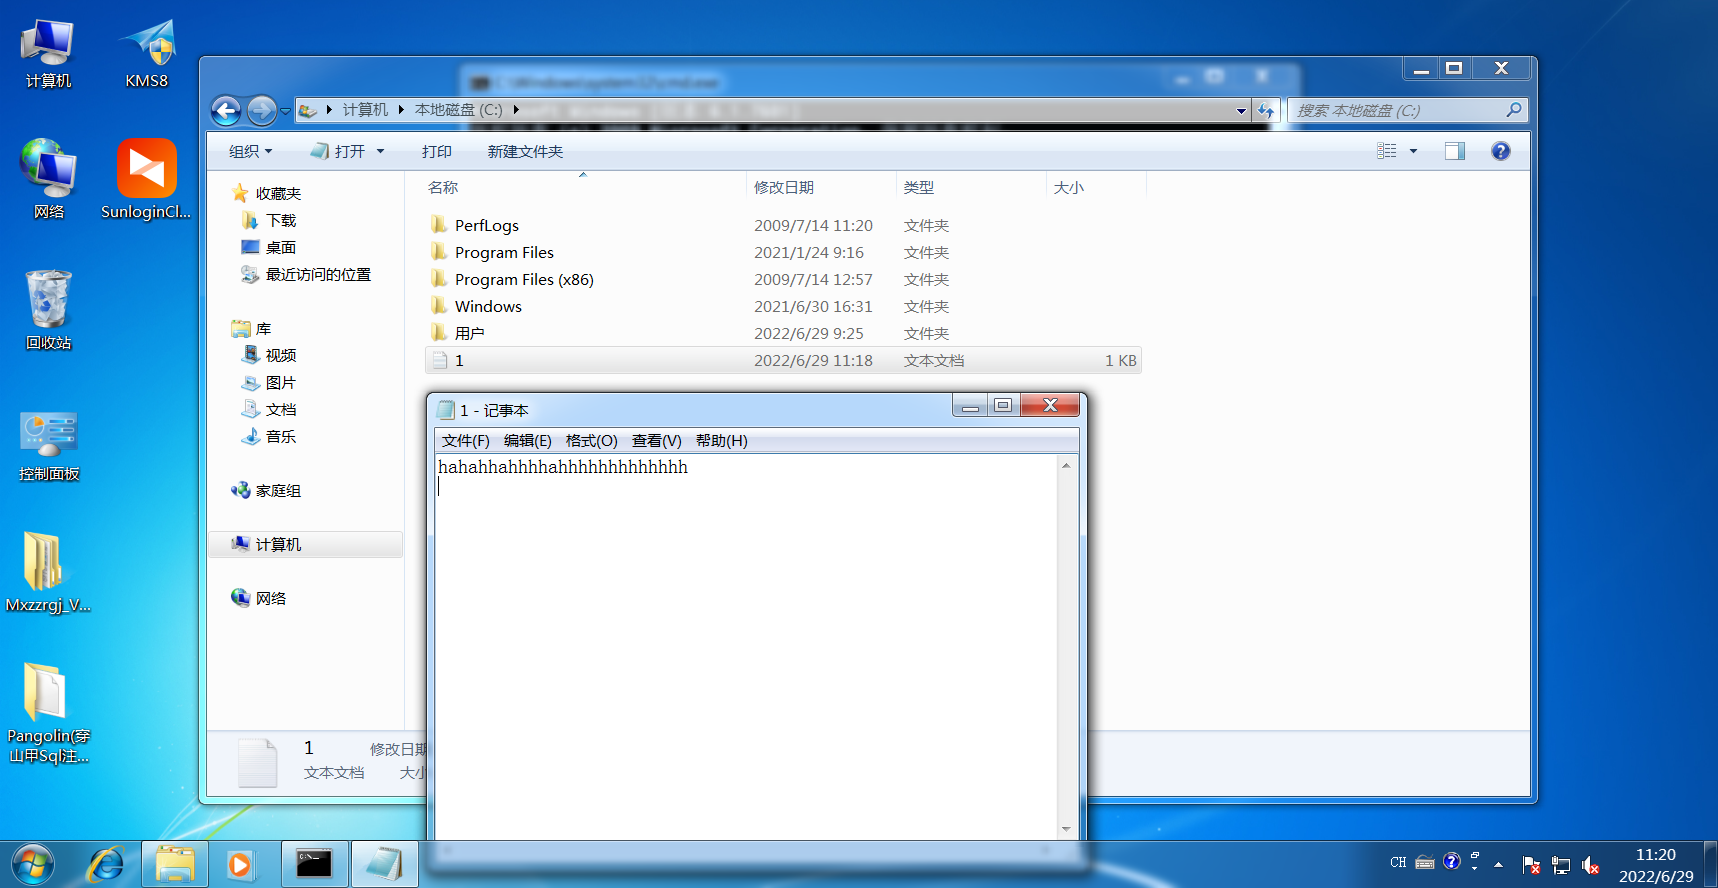 计算机
KMS8
网络
SunloginCl...
回收站
控制面板
Mxzzrgj_V...
Pangolin(穿
山甲Sql注...
C:\Windows\system32\cmd.exe
计算机
本地磁盘 (C:)
搜索 本地磁盘 (C:)
组织
打开
打印
新建文件夹
收藏夹
下载
桌面
最近访问的位置
库
视频
图片
文档
音乐
家庭组
计算机
网络
名称 修改日期 类型 大小
PerfLogs 2009/7/14 11:20 文件夹
Program Files 2021/1/24 9:16 文件夹
Program Files (x86) 2009/7/14 12:57 文件夹
Windows 2021/6/30 16:31 文件夹
用户 2022/6/29 9:25 文件夹
1 2022/6/29 11:18 文本文档 1 KB
1 修改日期
文本文档 大小
1 - 记事本
文件(F) 编辑(E) 格式(O) 查看(V) 帮助(H)
hahahhahhhhahhhhhhhhhhhhh
CH
11:20
2022/6/29